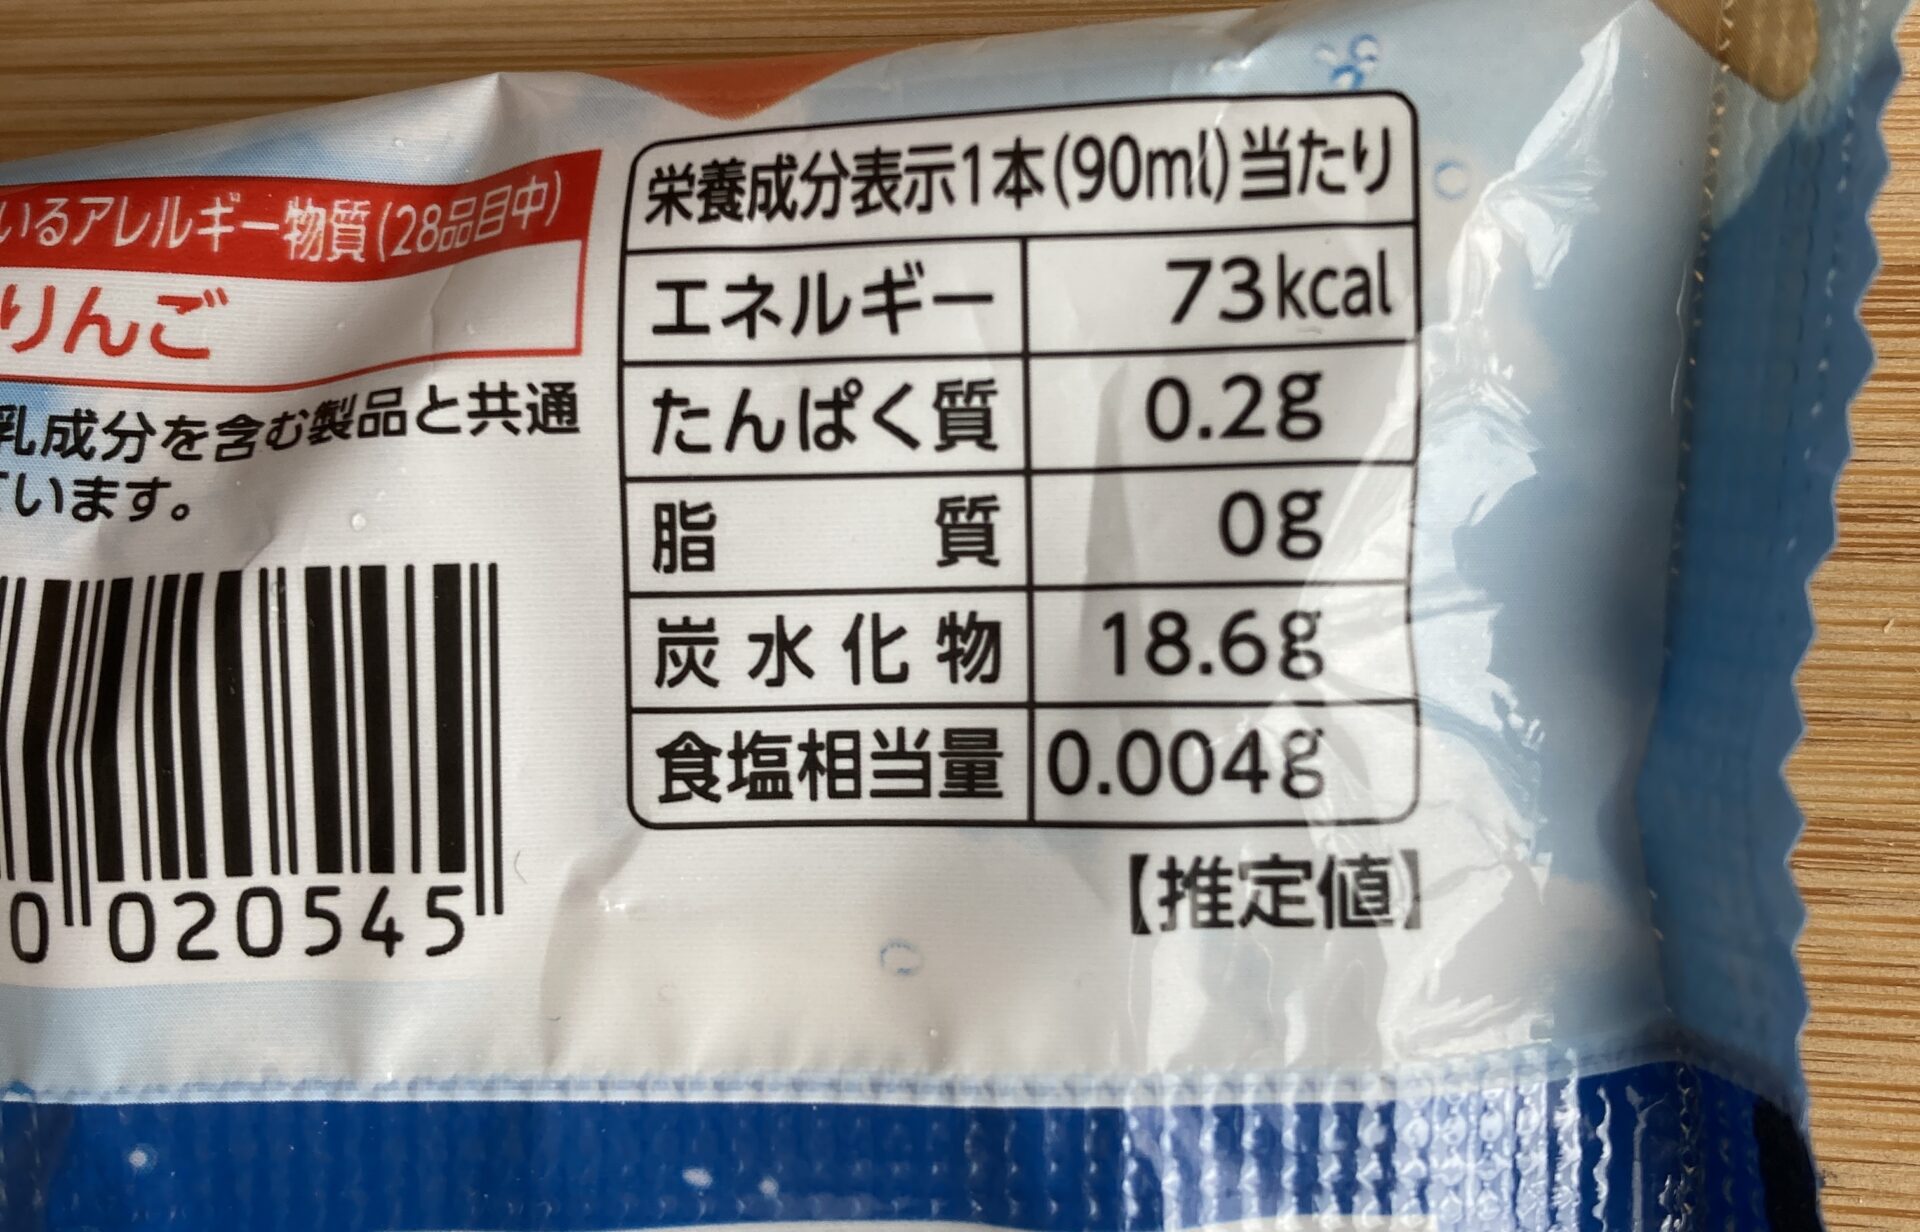 いるアレルギー物質(28品目中)
りんご
乳成分を含む製品と共通
ています。
0 020545
栄養成分表示1本(90ml)当たり
エネルギー 73kcal
たんぱく質 0.2g
脂質 0g
炭水化物 18.6g
食塩相当量 0.004g
【推定値】